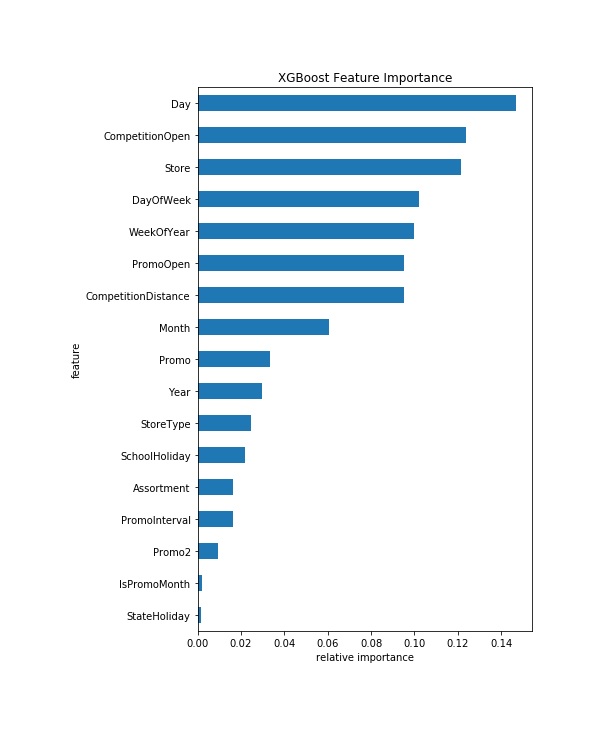 XGBoost Feature Importance
Day
CompetitionOpen
Store
DayOfWeek
WeekOfYear
PromoOpen
CompetitionDistance
Month
Promo
Year
StoreType
SchoolHoliday
Assortment
PromoInterval
Promo2
IsPromoMonth
StateHoliday
feature
0.00 0.02 0.04 0.06 0.08 0.10 0.12 0.14
relative importance